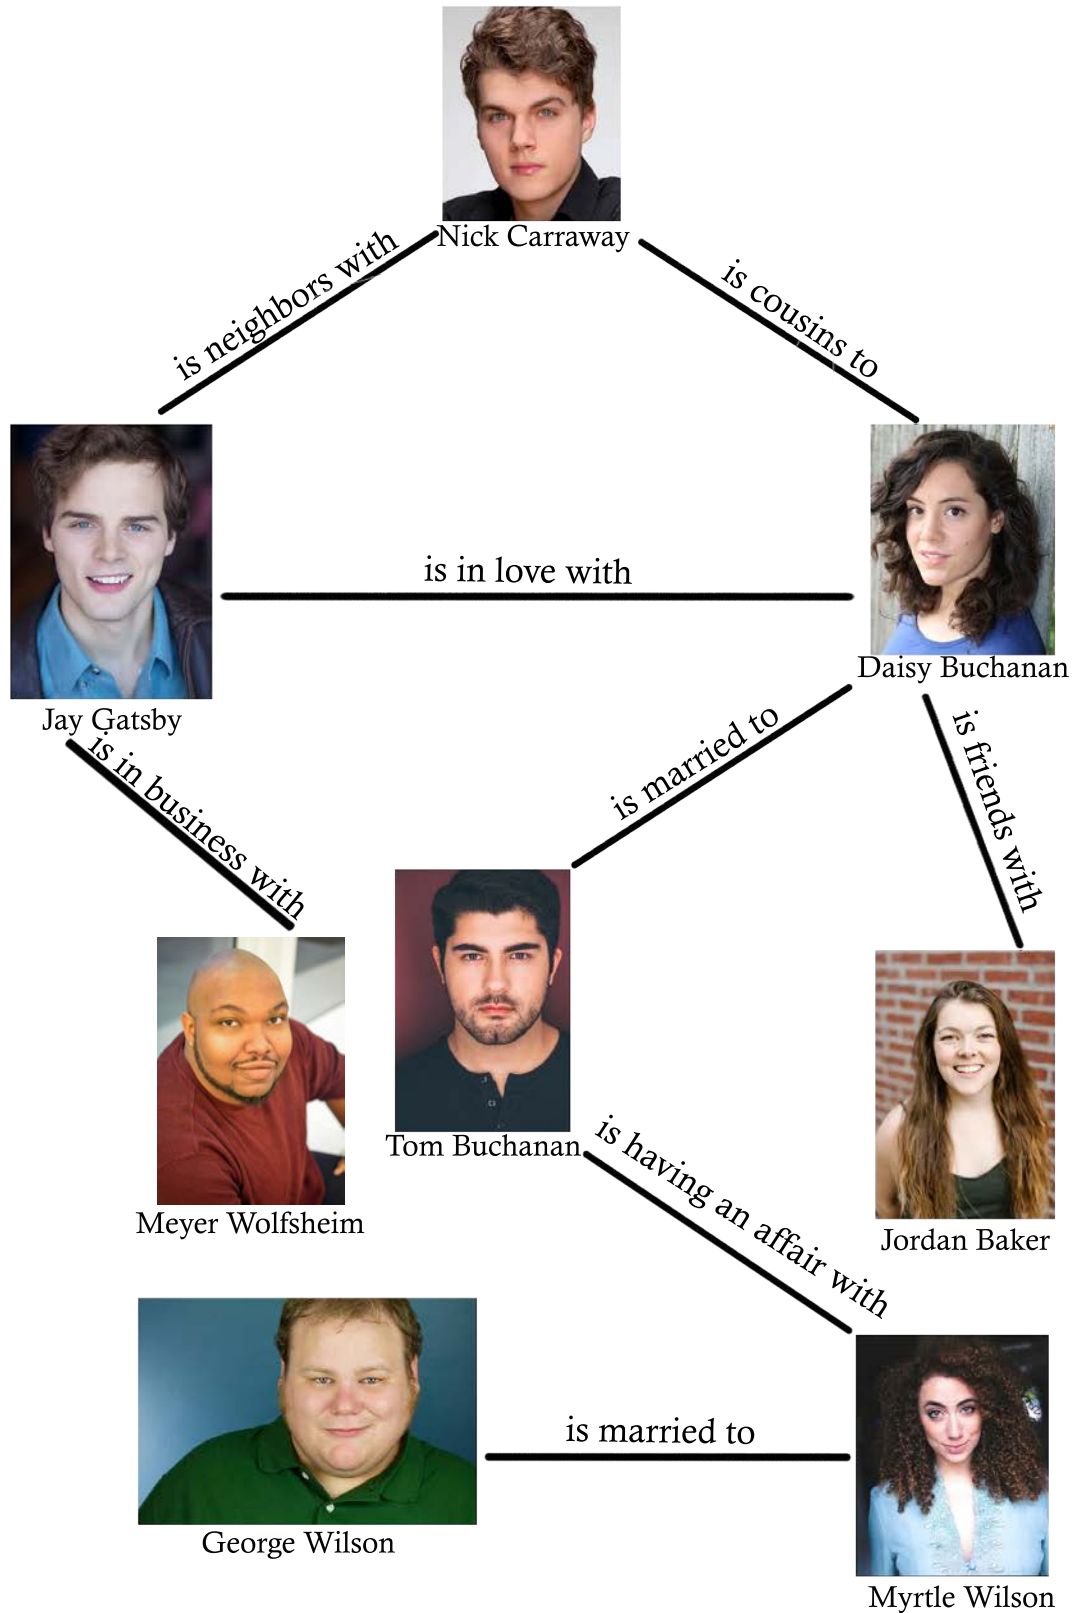 Nick Carraway
is neighbors with
is cousins to
is in love with
Daisy Buchanan
Jay Gatsby
is married to
is friends with
is in business with
Tom Buchanan
is having an affair with
Meyer Wolfsheim
Jordan Baker
is married to
George Wilson
Myrtle Wilson